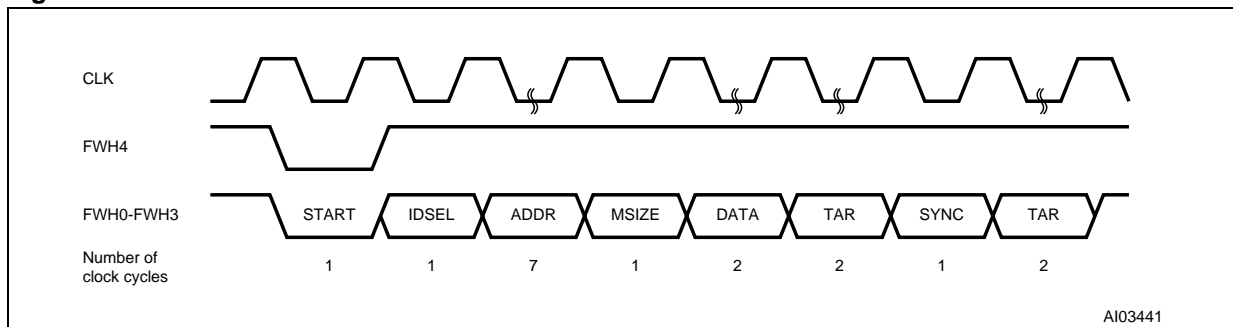 CLK
FWH4
FWH0-FWH3 START IDSEL ADDR MSIZE DATA TAR SYNC TAR
Number of
clock cycles 1 1 7 1 2 2 1 2
AI03441